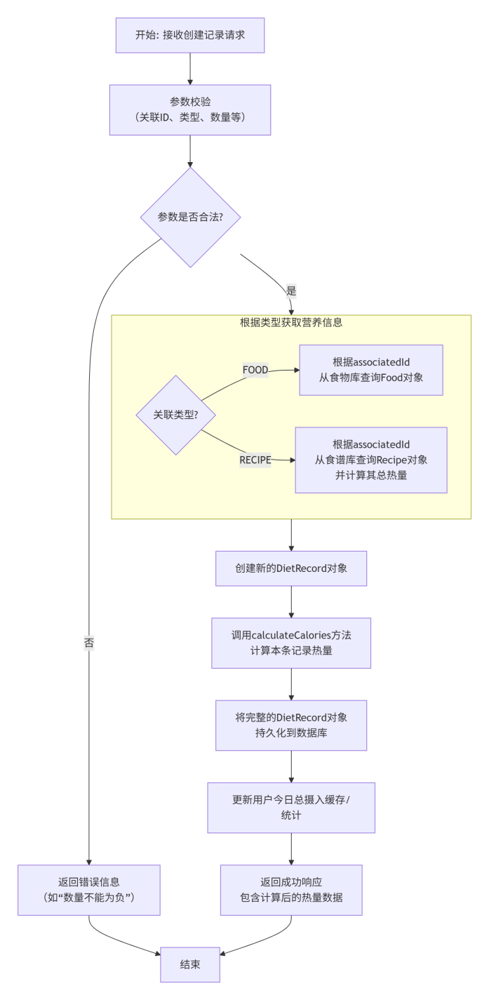 开始: 接收创建记录请求
参数校验
（关联ID、类型、数量等）
参数是否合法?
是
根据类型获取营养信息
根据associatedId
从食物库查询Food对象
FOOD
关联类型?
RECIPE
根据associatedId
从食谱库查询Recipe对象
并计算其总热量
创建新的DietRecord对象
调用calculateCalories方法
计算本条记录热量
否
将完整的DietRecord对象
持久化到数据库
更新用户今日总摄入缓存/
统计
返回错误信息
（如“数量不能为负”）
返回成功响应
包含计算后的热量数据
结束